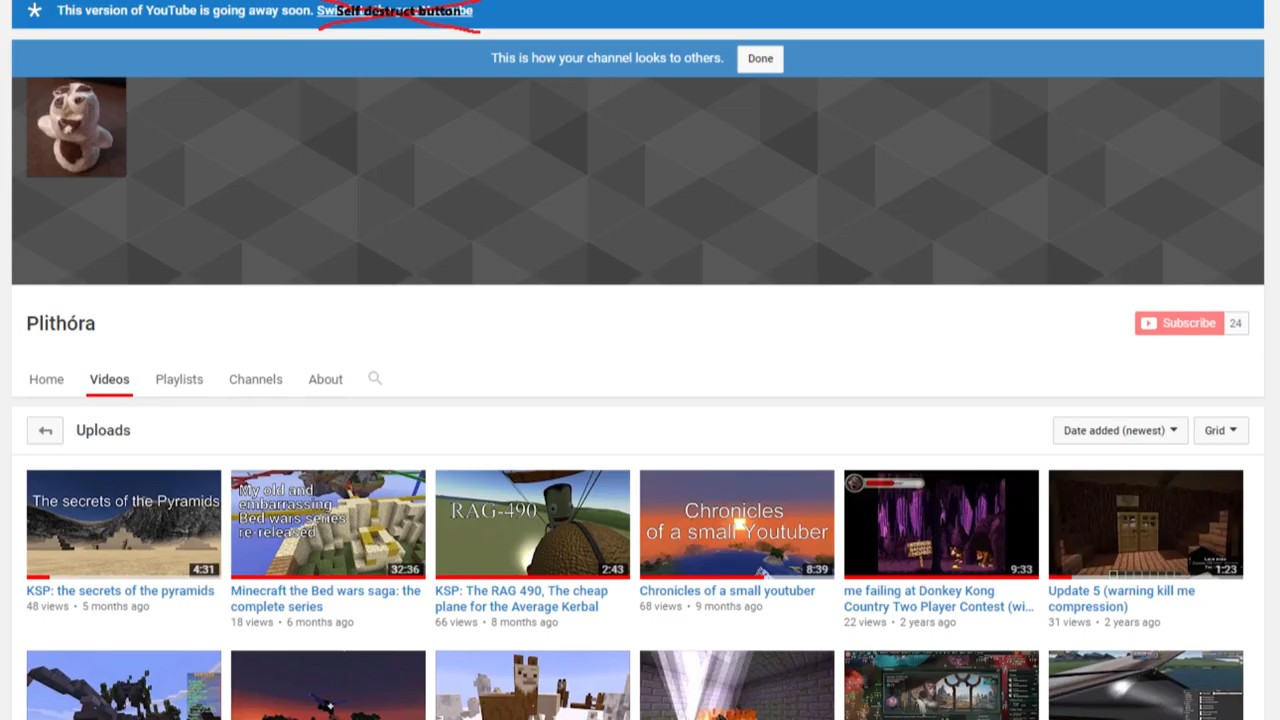 This version of YouTube is going away soon. Self destruct button
This is how your channel looks to others. Done
Plithóra
Subscribe 24
Home Videos Playlists Channels About
Uploads
Date added (newest) Grid
The secrets of the Pyramids
4:31
My old and
embarrassing
Bed wars series
re-released
32:36
RAG-490
2:43
Chronicles
of a small Youtuber
8:39
9:33
1:23
KSP: the secrets of the pyramids
48 views • 5 months ago
Minecraft the Bed wars saga: the
complete series
18 views • 6 months ago
KSP: The RAG 490, The cheap
plane for the Average Kerbal
66 views • 8 months ago
Chronicles of a small youtuber
68 views • 9 months ago
me failing at Donkey Kong
Country Two Player Contest (wi...
22 views • 2 years ago
Update 5 (warning kill me
compression)
31 views • 2 years ago